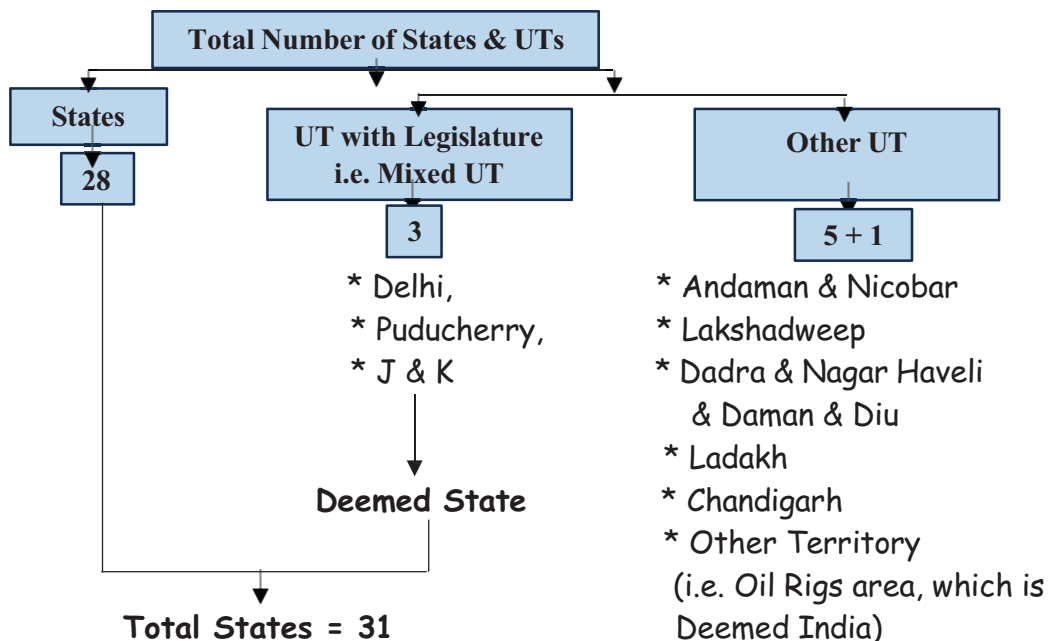 Total Number of States & UTs
States
28
UT with Legislature
i.e. Mixed UT
3
* Delhi,
* Puducherry,
* J & K
Deemed State
Total States = 31
Other UT
5 + 1
* Andaman & Nicobar
* Lakshadweep
* Dadra & Nagar Haveli
& Daman & Diu
* Ladakh
* Chandigarh
* Other Territory
(i.e. Oil Rigs area, which is
Deemed India)